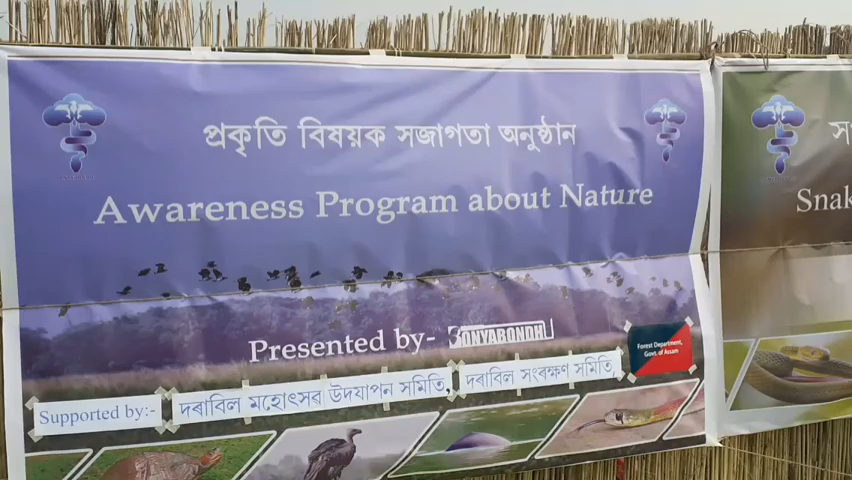 প্ৰকৃতি বিষয়ক সজাগতা অনুষ্ঠান
Awareness Program about Nature
Presented by- BONYABONDHU
Forest Department,
Govt. of Assam
Supported by:- দৰাবিল মহোৎসৱ উদযাপন সমিতি, দৰাবিল সংৰক্ষণ সমিতি,
স
Snak